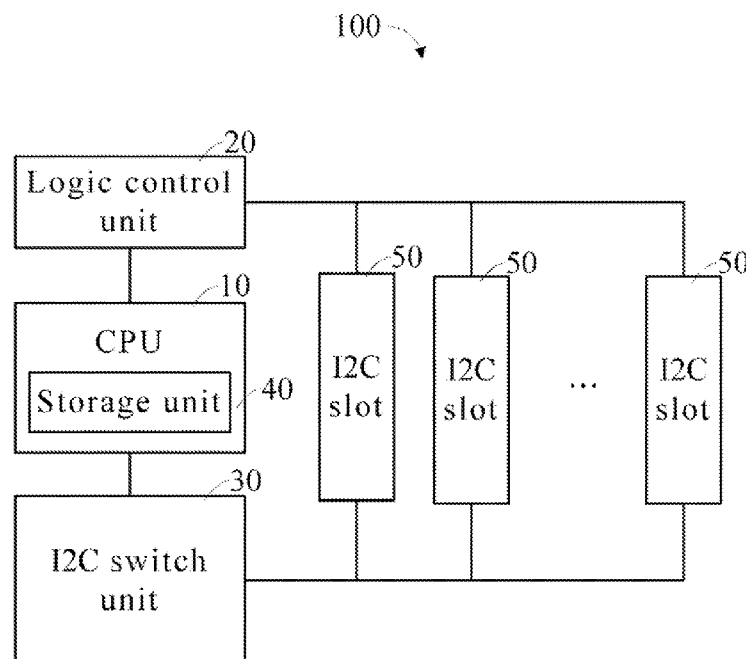 100
20
Logic control
unit
10
CPU
Storage unit
40
30
I2C switch
unit
50
I2C
slot
50
I2C
slot
...
50
I2C
slot